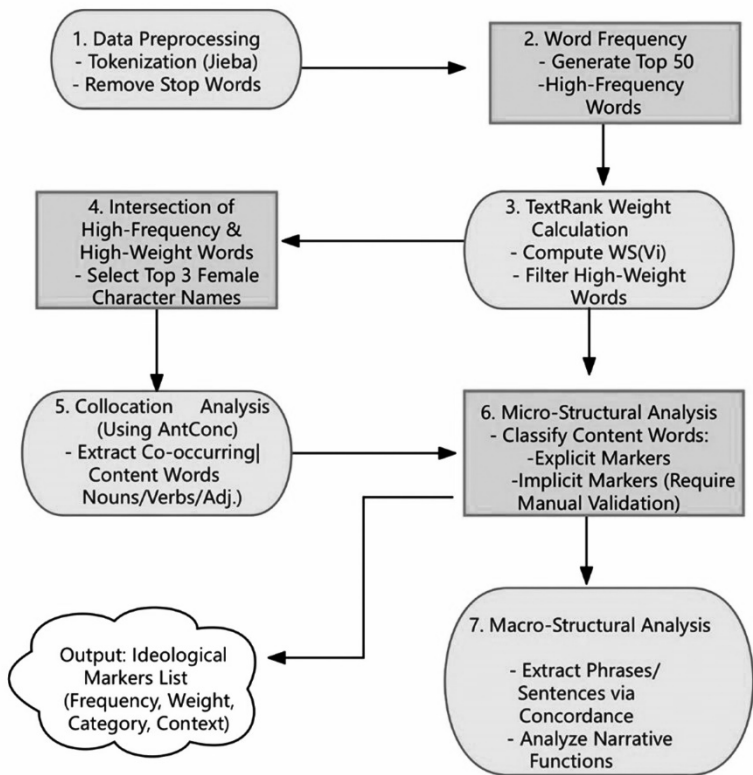 1. Data Preprocessing
- Tokenization (Jieba)
- Remove Stop Words
2. Word Frequency
- Generate Top 50
-High-Frequency
Words
3. TextRank Weight
Calculation
- Compute WS(Vi)
- Filter High-Weight
Words
4. Intersection of
High-Frequency &
High-Weight Words
- Select Top 3 Female
Character Names
5. Collocation Analysis
(Using AntConc)
- Extract Co-occurring|
Content Words
Nouns/Verbs/Adj.)
6. Micro-Structural Analysis
- Classify Content Words:
-Explicit Markers
-Implicit Markers (Require
Manual Validation)
Output: Ideological
Markers List
(Frequency, Weight,
Category, Context)
7. Macro-Structural Analysis
- Extract Phrases/
Sentences via
Concordance
- Analyze Narrative
Functions